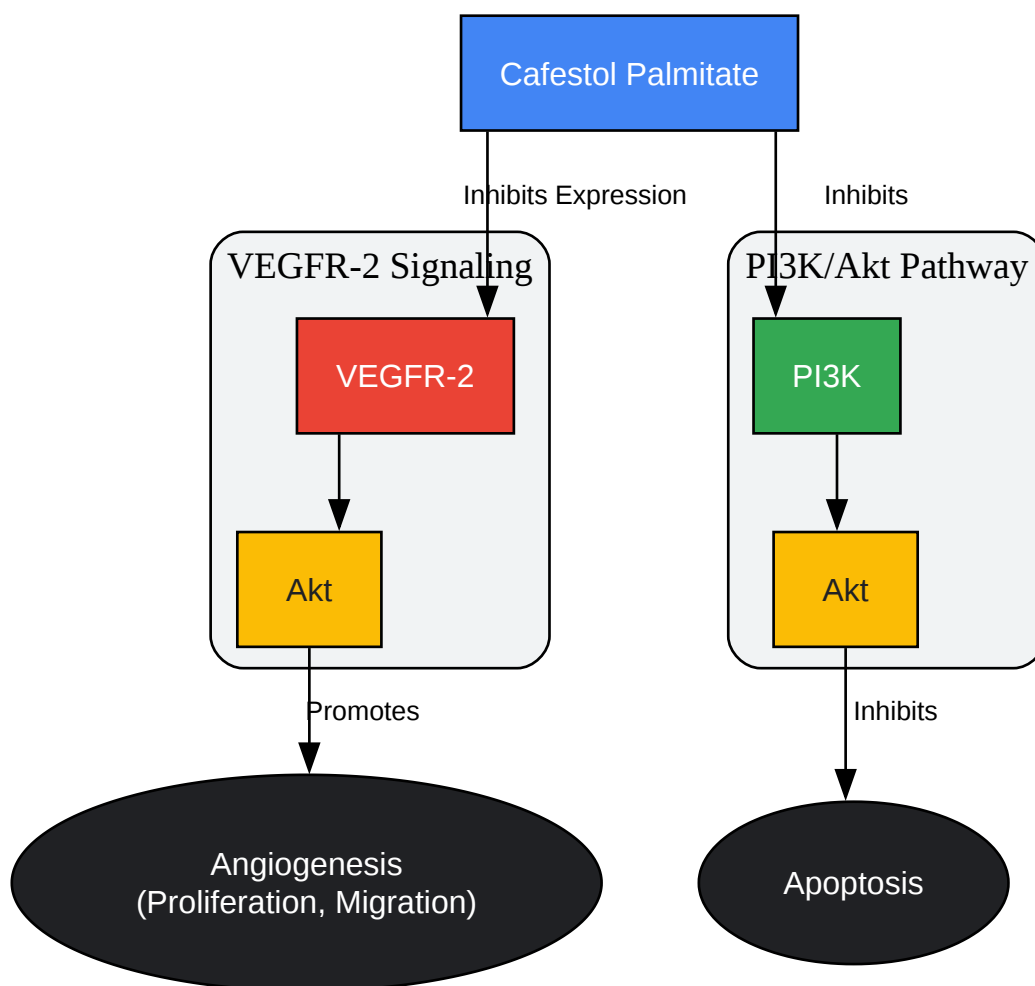 Cafestol Palmitate
Inhibits Expression
Inhibits
VEGFR-2 Signaling
PI3K/Akt Pathway
VEGFR-2
PI3K
Akt
Akt
Promotes
Inhibits
Angiogenesis
(Proliferation, Migration)
Apoptosis